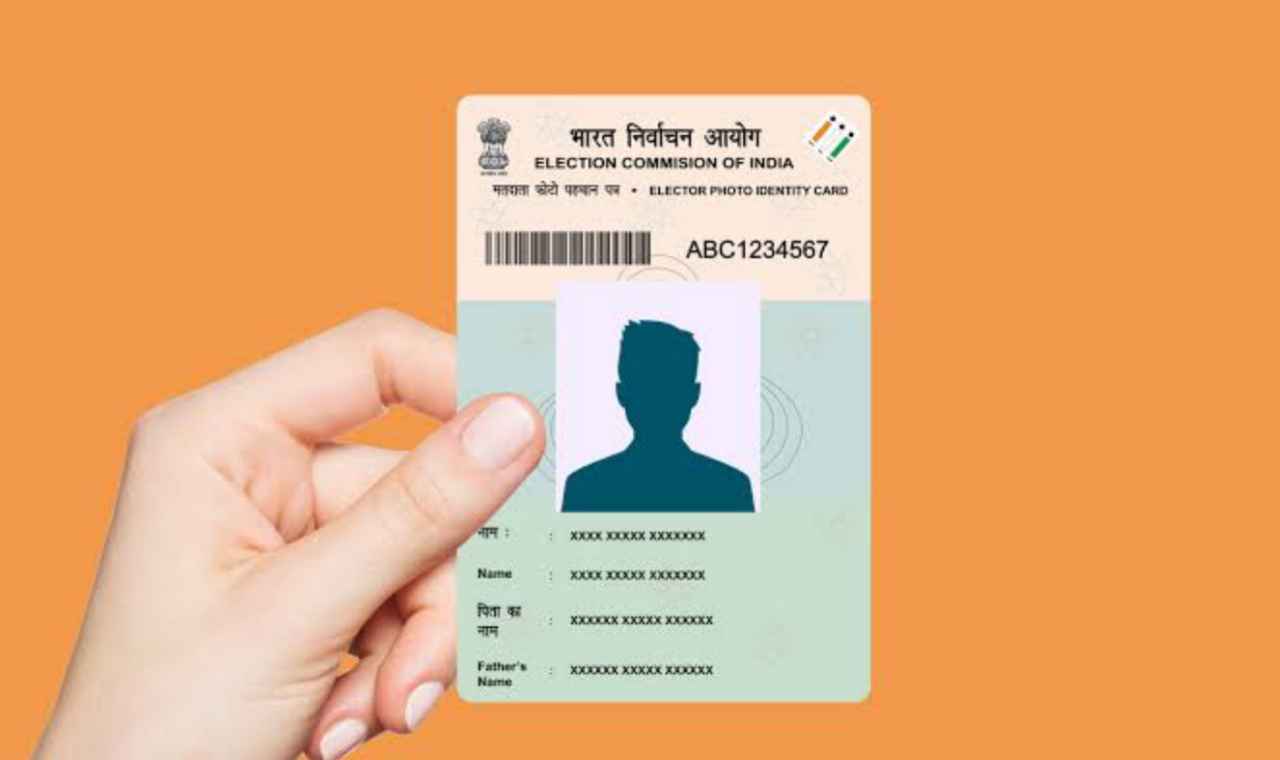 भारत निर्वाचन आयोग
ELECTION COMMISION OF INDIA
मतदाता फोटो पहचान पत्र • ELECTOR PHOTO IDENTITY CARD
ABC1234567
नाम : : XXXX XXXXX XXXXXXX
Name : XXXX XXXXX XXXXXXX
पिता का
नाम : XXXXXX XXXXX XXXXXX
Father's
Name : XXXXXX XXXXX XXXXXX